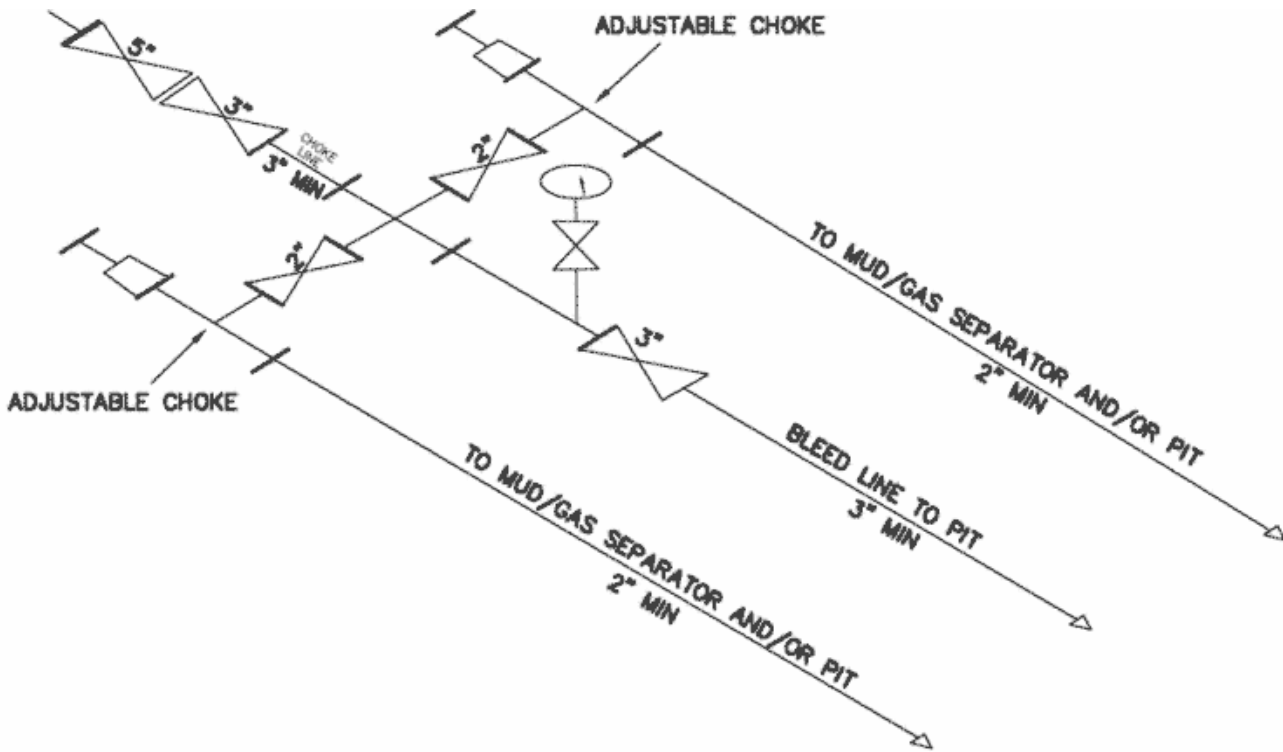 ADJUSTABLE CHOKE
5"
3"
CHOKE
LINE
3" MIN
2"
2"
3"
ADJUSTABLE CHOKE
TO MUD/GAS SEPARATOR AND/OR PIT
2" MIN
BLEED LINE TO PIT
3" MIN
TO MUD/GAS SEPARATOR AND/OR PIT
2" MIN